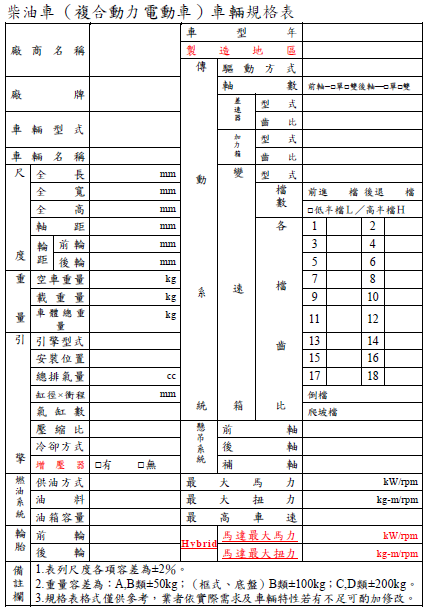 柴油車（複合動力電動車）車輛規格表
廠商名稱
廠牌
車輛型式
車輛名稱
尺度
全長 mm
全寬 mm
全高 mm
軸距 mm
輪距
前輪 mm
後輪 mm
重量
空車重量 kg
載重量 kg
車體總重量 kg
引擎
引擎型式
安裝位置
總排氣量 cc
缸徑×衝程 mm
氣缸數
壓縮比
冷卻方式
增壓器 □有 □無
燃油系統
供油方式
油料
油箱容量
輪胎
前輪
後輪
車型年
製造地區
傳動系統
驅動方式
軸數 前軸─□單□雙後軸─□單□雙
差速器
型式
齒比
加力箱
型式
齒比
變速箱
型式
檔數
前進 檔 後退 檔
□低半檔L／高半檔H
各檔齒比
1 2
3 4
5 6
7 8
9 10
11 12
13 14
15 16
17 18
倒檔
爬坡檔
懸吊系統
前軸
後軸
補軸
最大馬力 kW/rpm
最大扭力 kg-m/rpm
最高車速
Hybrid
馬達最大馬力 kW/rpm
馬達最大扭力 kg-m/rpm
備註欄
1.表列尺度各項容差為±2%。
2.重量容差為：A,B類±50kg；（框式、底盤）B類±100kg；C,D類±200kg。
3.規格表格式僅供參考，業者依實際需求及車輛特性若有不足可酌加修改。